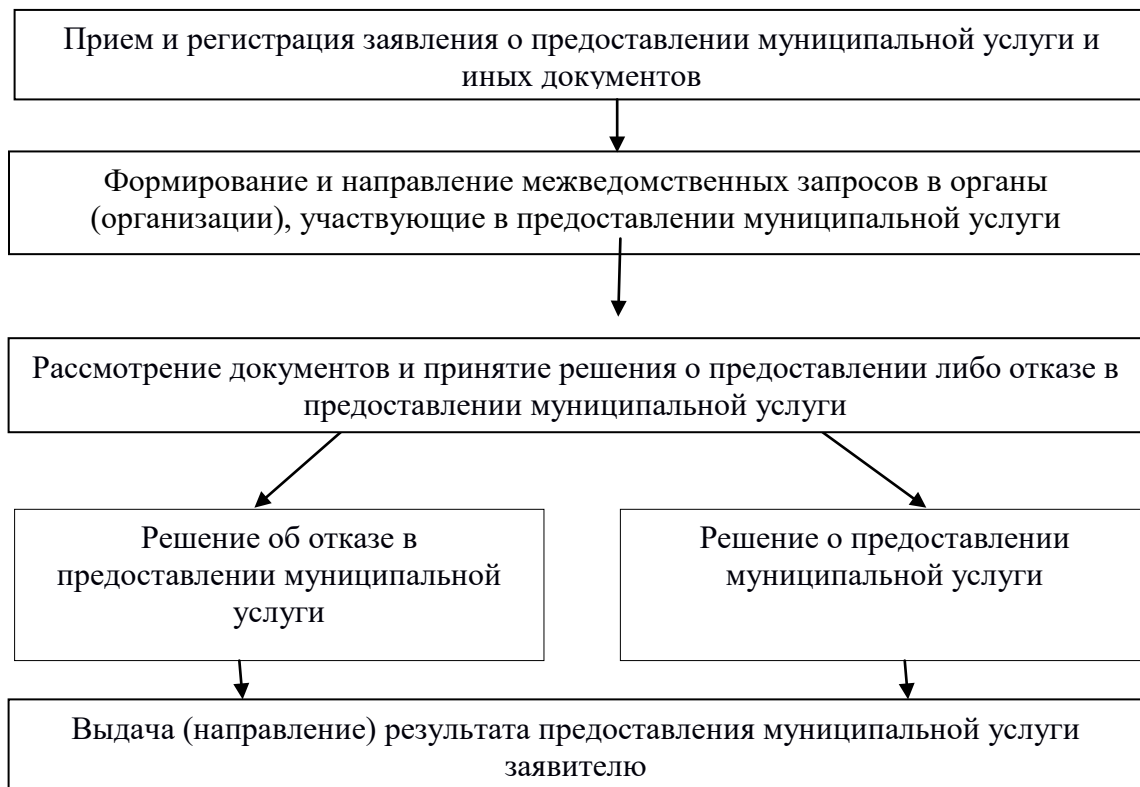 Прием и регистрация заявления о предоставлении муниципальной услуги и
иных документов
Формирование и направление межведомственных запросов в органы
(организации), участвующие в предоставлении муниципальной услуги
Рассмотрение документов и принятие решения о предоставлении либо отказе в
предоставлении муниципальной услуги
Решение об отказе в
предоставлении муниципальной
услуги
Решение о предоставлении
муниципальной услуги
Выдача (направление) результата предоставления муниципальной услуги
заявителю